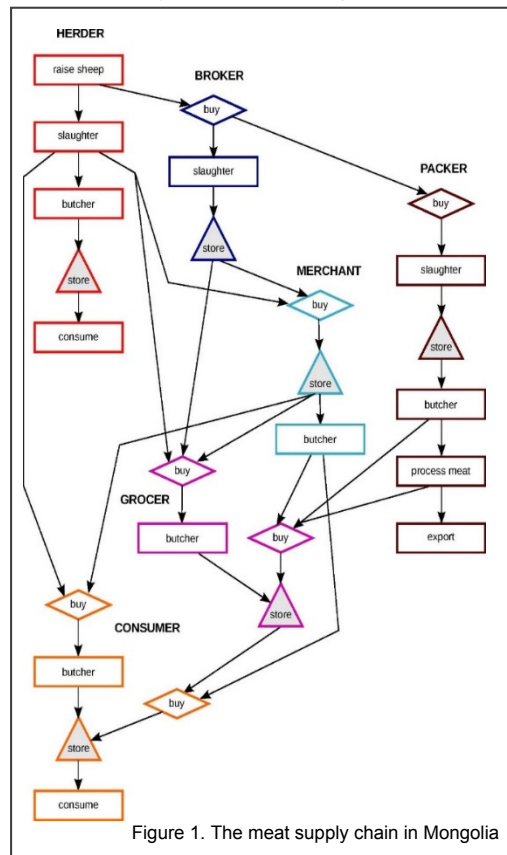 HERDER
raise sheep
BROKER
buy
slaughter
slaughter
PACKER
buy
butcher
store
slaughter
MERCHANT
buy
store
consume
store
store
butcher
butcher
buy
process meat
GROCER
butcher
buy
export
buy
store
CONSUMER
butcher
buy
store
consume
Figure 1. The meat supply chain in Mongolia